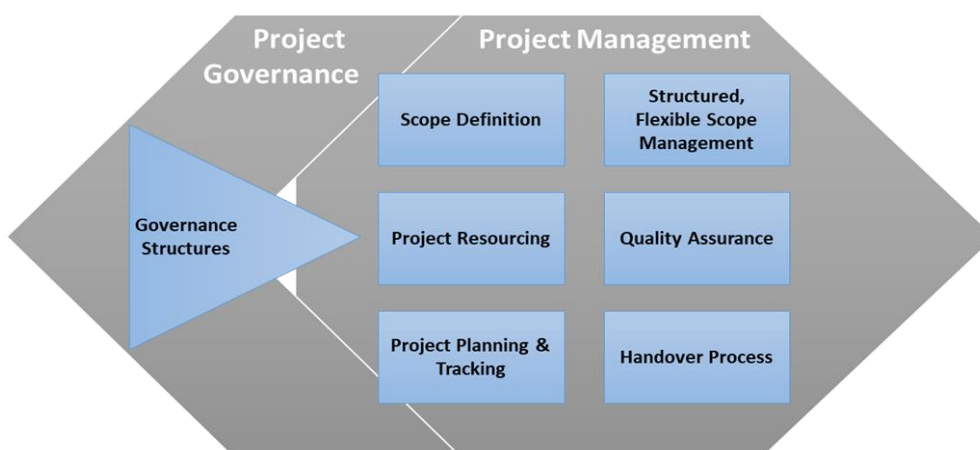 Project
Governance
Project Management
Governance
Structures
Scope Definition
Structured,
Flexible Scope
Management
Project Resourcing
Quality Assurance
Project Planning &
Tracking
Handover Process